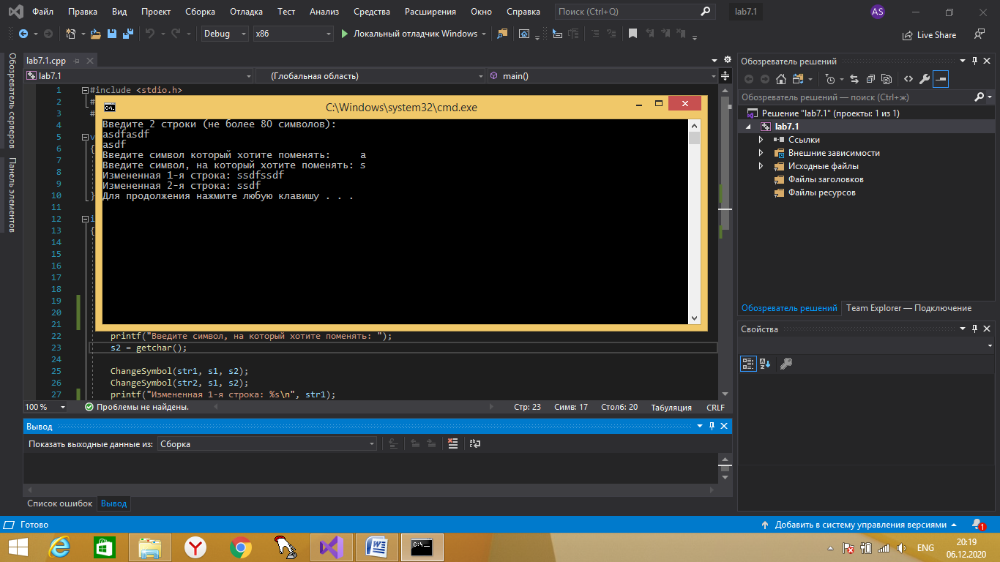 Файл Правка Вид Проект Сборка Отладка Тест Анализ Средства Расширения Окно Справка Поиск (Ctrl+Q) lab7.1 AS
Debug x86 Локальный отладчик Windows Live Share
Обозреватель серверов
Панель элементов
lab7.1.cpp
lab7.1 (Глобальная область) main()
1 #include <stdio.h>
2 #
3 #
4
5 v
6 {
7
8
9
10 }
11
12 i
13 {
14
15
16
17
18
19
20
21
22 printf("Введите символ, на который хотите поменять: ");
23 s2 = getchar();
24
25 ChangeSymbol(str1, s1, s2);
26 ChangeSymbol(str2, s1, s2);
27 printf("Измененная 1-я строка: %s\n", str1);
C:\Windows\system32\cmd.exe
Введите 2 строки (не более 80 символов):
asdfasdf
asdf
Введите символ который хотите поменять: a
Введите символ, на который хотите поменять: s
Измененная 1-я строка: ssdfssdf
Измененная 2-я строка: ssdf
Для продолжения нажмите любую клавишу . . .
100 % Проблемы не найдены. Стр: 23 Симв: 17 Столб: 20 Табуляция CRLF
Вывод
Показать выходные данные из: Сборка
Список ошибок Вывод
Обозреватель решений
Обозреватель решений — поиск (Ctrl+ж)
Решение "lab7.1" (проекты: 1 из 1)
lab7.1
Ссылки
Внешние зависимости
Исходные файлы
Файлы заголовков
Файлы ресурсов
Обозреватель решений Team Explorer — Подключение
Свойства
Готово Добавить в систему управления версиями 1
ENG 20:19
06.12.2020